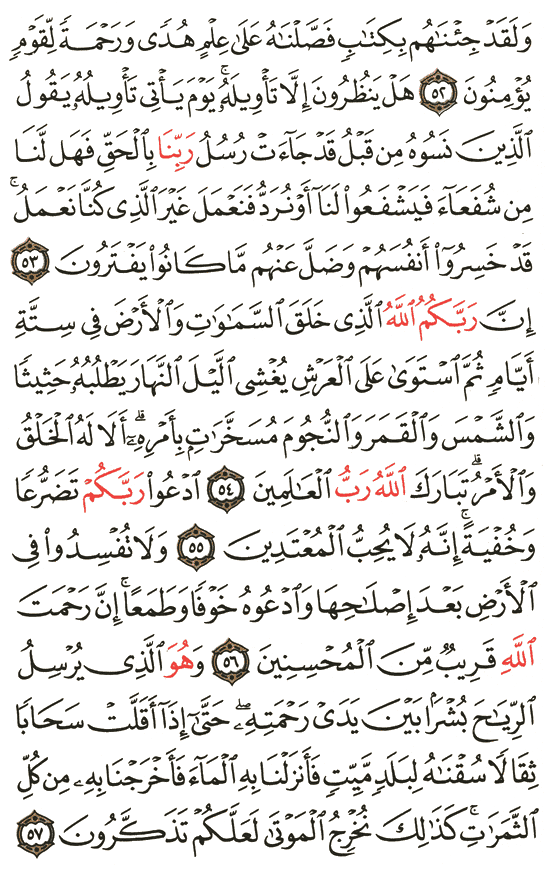 وَلَقَدْ جِئْنَٰهُم بِكِتَٰبٍ فَصَّلْنَٰهُ عَلَىٰ عِلْمٍ هُدًى وَرَحْمَةً لِّقَوْمٍ
يُؤْمِنُونَ ٥٢ هَلْ يَنظُرُونَ إِلَّا تَأْوِيلَهُۥ ۚ يَوْمَ يَأْتِى تَأْوِيلُهُۥ يَقُولُ
ٱلَّذِينَ نَسُوهُ مِن قَبْلُ قَدْ جَآءَتْ رُسُلُ رَبِّنَا بِٱلْحَقِّ فَهَل لَّنَا
مِن شُفَعَآءَ فَيَشْفَعُوا۟ لَنَآ أَوْ نُرَدُّ فَنَعْمَلَ غَيْرَ ٱلَّذِى كُنَّا نَعْمَلُ ۚ
قَدْ خَسِرُوٓا۟ أَنفُسَهُمْ وَضَلَّ عَنْهُم مَّا كَانُوا۟ يَفْتَرُونَ ٥٣
إِنَّ رَبَّكُمُ ٱللَّهُ ٱلَّذِى خَلَقَ ٱلسَّمَٰوَٰتِ وَٱلْأَرْضَ فِى سِتَّةِ
أَيَّامٍ ثُمَّ ٱسْتَوَىٰ عَلَى ٱلْعَرْشِ يُغْشِى ٱلَّيْلَ ٱلنَّهَارَ يَطْلُبُهُۥ حَثِيثًا
وَٱلشَّمْسَ وَٱلْقَمَرَ وَٱلنُّجُومَ مُسَخَّرَٰتٍۭ بِأَمْرِهِۦٓ ۗ أَلَا لَهُ ٱلْخَلْقُ
وَٱلْأَمْرُ ۗ تَبَارَكَ ٱللَّهُ رَبُّ ٱلْعَٰلَمِينَ ٥٤ ٱدْعُوا۟ رَبَّكُمْ تَضَرُّعًا
وَخُفْيَةً ۚ إِنَّهُۥ لَا يُحِبُّ ٱلْمُعْتَدِينَ ٥٥ وَلَا تُفْسِدُوا۟ فِى
ٱلْأَرْضِ بَعْدَ إِصْلَٰحِهَا وَٱدْعُوهُ خَوْفًا وَطَمَعًا ۚ إِنَّ رَحْمَتَ
ٱللَّهِ قَرِيبٌ مِّنَ ٱلْمُحْسِنِينَ ٥٦ وَهُوَ ٱلَّذِى يُرْسِلُ
ٱلرِّيَٰحَ بُشْرًۢا بَيْنَ يَدَىْ رَحْمَتِهِۦ ۖ حَتَّىٰٓ إِذَآ أَقَلَّتْ سَحَابًا
ثِقَالًا سُقْنَٰهُ لِبَلَدٍ مَّيِّتٍ فَأَنزَلْنَا بِهِ ٱلْمَآءَ فَأَخْرَجْنَا بِهِۦ مِن كُلِّ
ٱلثَّمَرَٰتِ ۚ كَذَٰلِكَ نُخْرِجُ ٱلْمَوْتَىٰ لَعَلَّكُمْ تَذَكَّرُونَ ٥٧